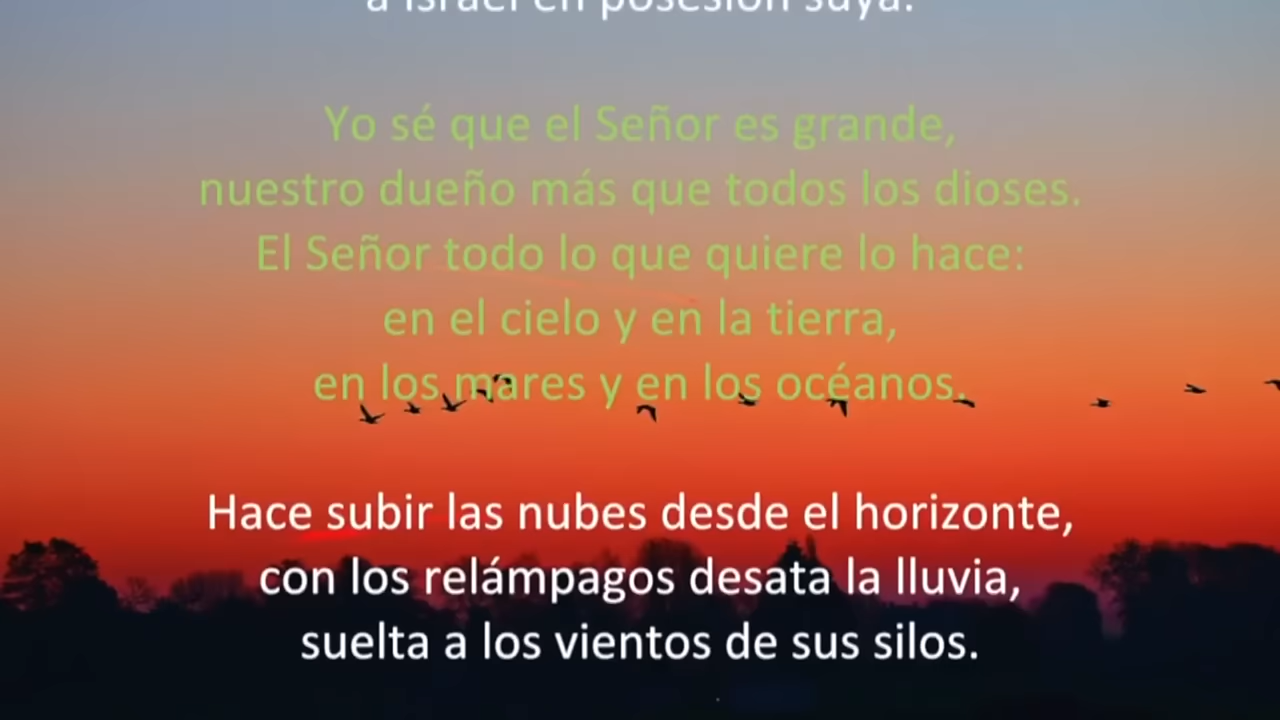 a Israel en posesión suya.
Yo sé que el Señor es grande,
nuestro dueño más que todos los dioses.
El Señor todo lo que quiere lo hace:
en el cielo y en la tierra,
en los mares y en los océanos.
Hace subir las nubes desde el horizonte,
con los relámpagos desata la lluvia,
suelta a los vientos de sus silos.